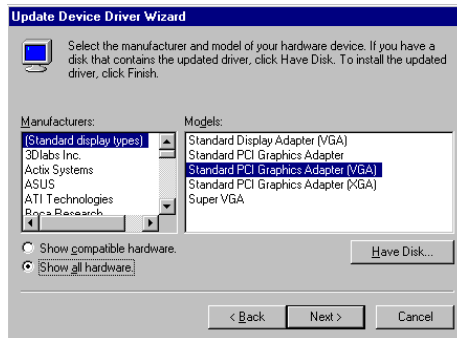 Update Device Driver Wizard
Select the manufacturer and model of your hardware device. If you have a
disk that contains the updated driver, click Have Disk. To install the updated
driver, click Finish.
Manufacturers:
(Standard display types)
3Dlabs Inc.
Actix Systems
ASUS
ATI Technologies
Boca Research
Models:
Standard Display Adapter (VGA)
Standard PCI Graphics Adapter
Standard PCI Graphics Adapter (VGA)
Standard PCI Graphics Adapter (XGA)
Super VGA
Show compatible hardware.
Show all hardware.
Have Disk...
< Back
Next >
Cancel